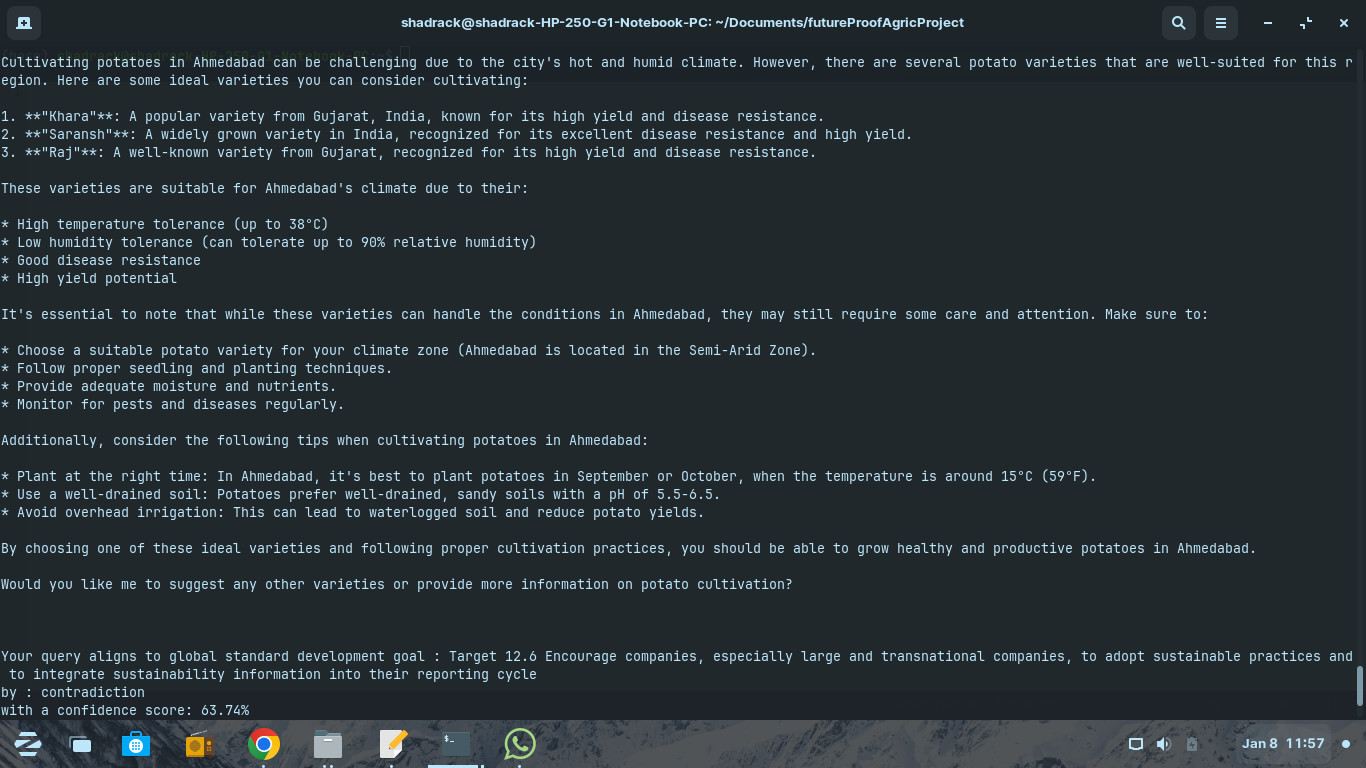 shadrack@shadrack-HP-250-G1-Notebook-PC: ~/Documents/futureProofAgricProject
(base) shadrack@shadrack-HP-250-G1-Notebook-PC:~$
Cultivating potatoes in Ahmedabad can be challenging due to the city's hot and humid climate. However, there are several potato varieties that are well-suited for this r
egion. Here are some ideal varieties you can consider cultivating:
1. **"Khara"**: A popular variety from Gujarat, India, known for its high yield and disease resistance.
2. **"Saransh"**: A widely grown variety in India, recognized for its excellent disease resistance and high yield.
3. **"Raj"**: A well-known variety from Gujarat, recognized for its high yield and disease resistance.
These varieties are suitable for Ahmedabad's climate due to their:
* High temperature tolerance (up to 38°C)
* Low humidity tolerance (can tolerate up to 90% relative humidity)
* Good disease resistance
* High yield potential
It's essential to note that while these varieties can handle the conditions in Ahmedabad, they may still require some care and attention. Make sure to:
* Choose a suitable potato variety for your climate zone (Ahmedabad is located in the Semi-Arid Zone).
* Follow proper seedling and planting techniques.
* Provide adequate moisture and nutrients.
* Monitor for pests and diseases regularly.
Additionally, consider the following tips when cultivating potatoes in Ahmedabad:
* Plant at the right time: In Ahmedabad, it's best to plant potatoes in September or October, when the temperature is around 15°C (59°F).
* Use a well-drained soil: Potatoes prefer well-drained, sandy soils with a pH of 5.5-6.5.
* Avoid overhead irrigation: This can lead to waterlogged soil and reduce potato yields.
By choosing one of these ideal varieties and following proper cultivation practices, you should be able to grow healthy and productive potatoes in Ahmedabad.
Would you like me to suggest any other varieties or provide more information on potato cultivation?
Your query aligns to global standard development goal : Target 12.6 Encourage companies, especially large and transnational companies, to adopt sustainable practices and
to integrate sustainability information into their reporting cycle
by : contradiction
with a confidence score: 63.74%
$_
Jan 8 11:57